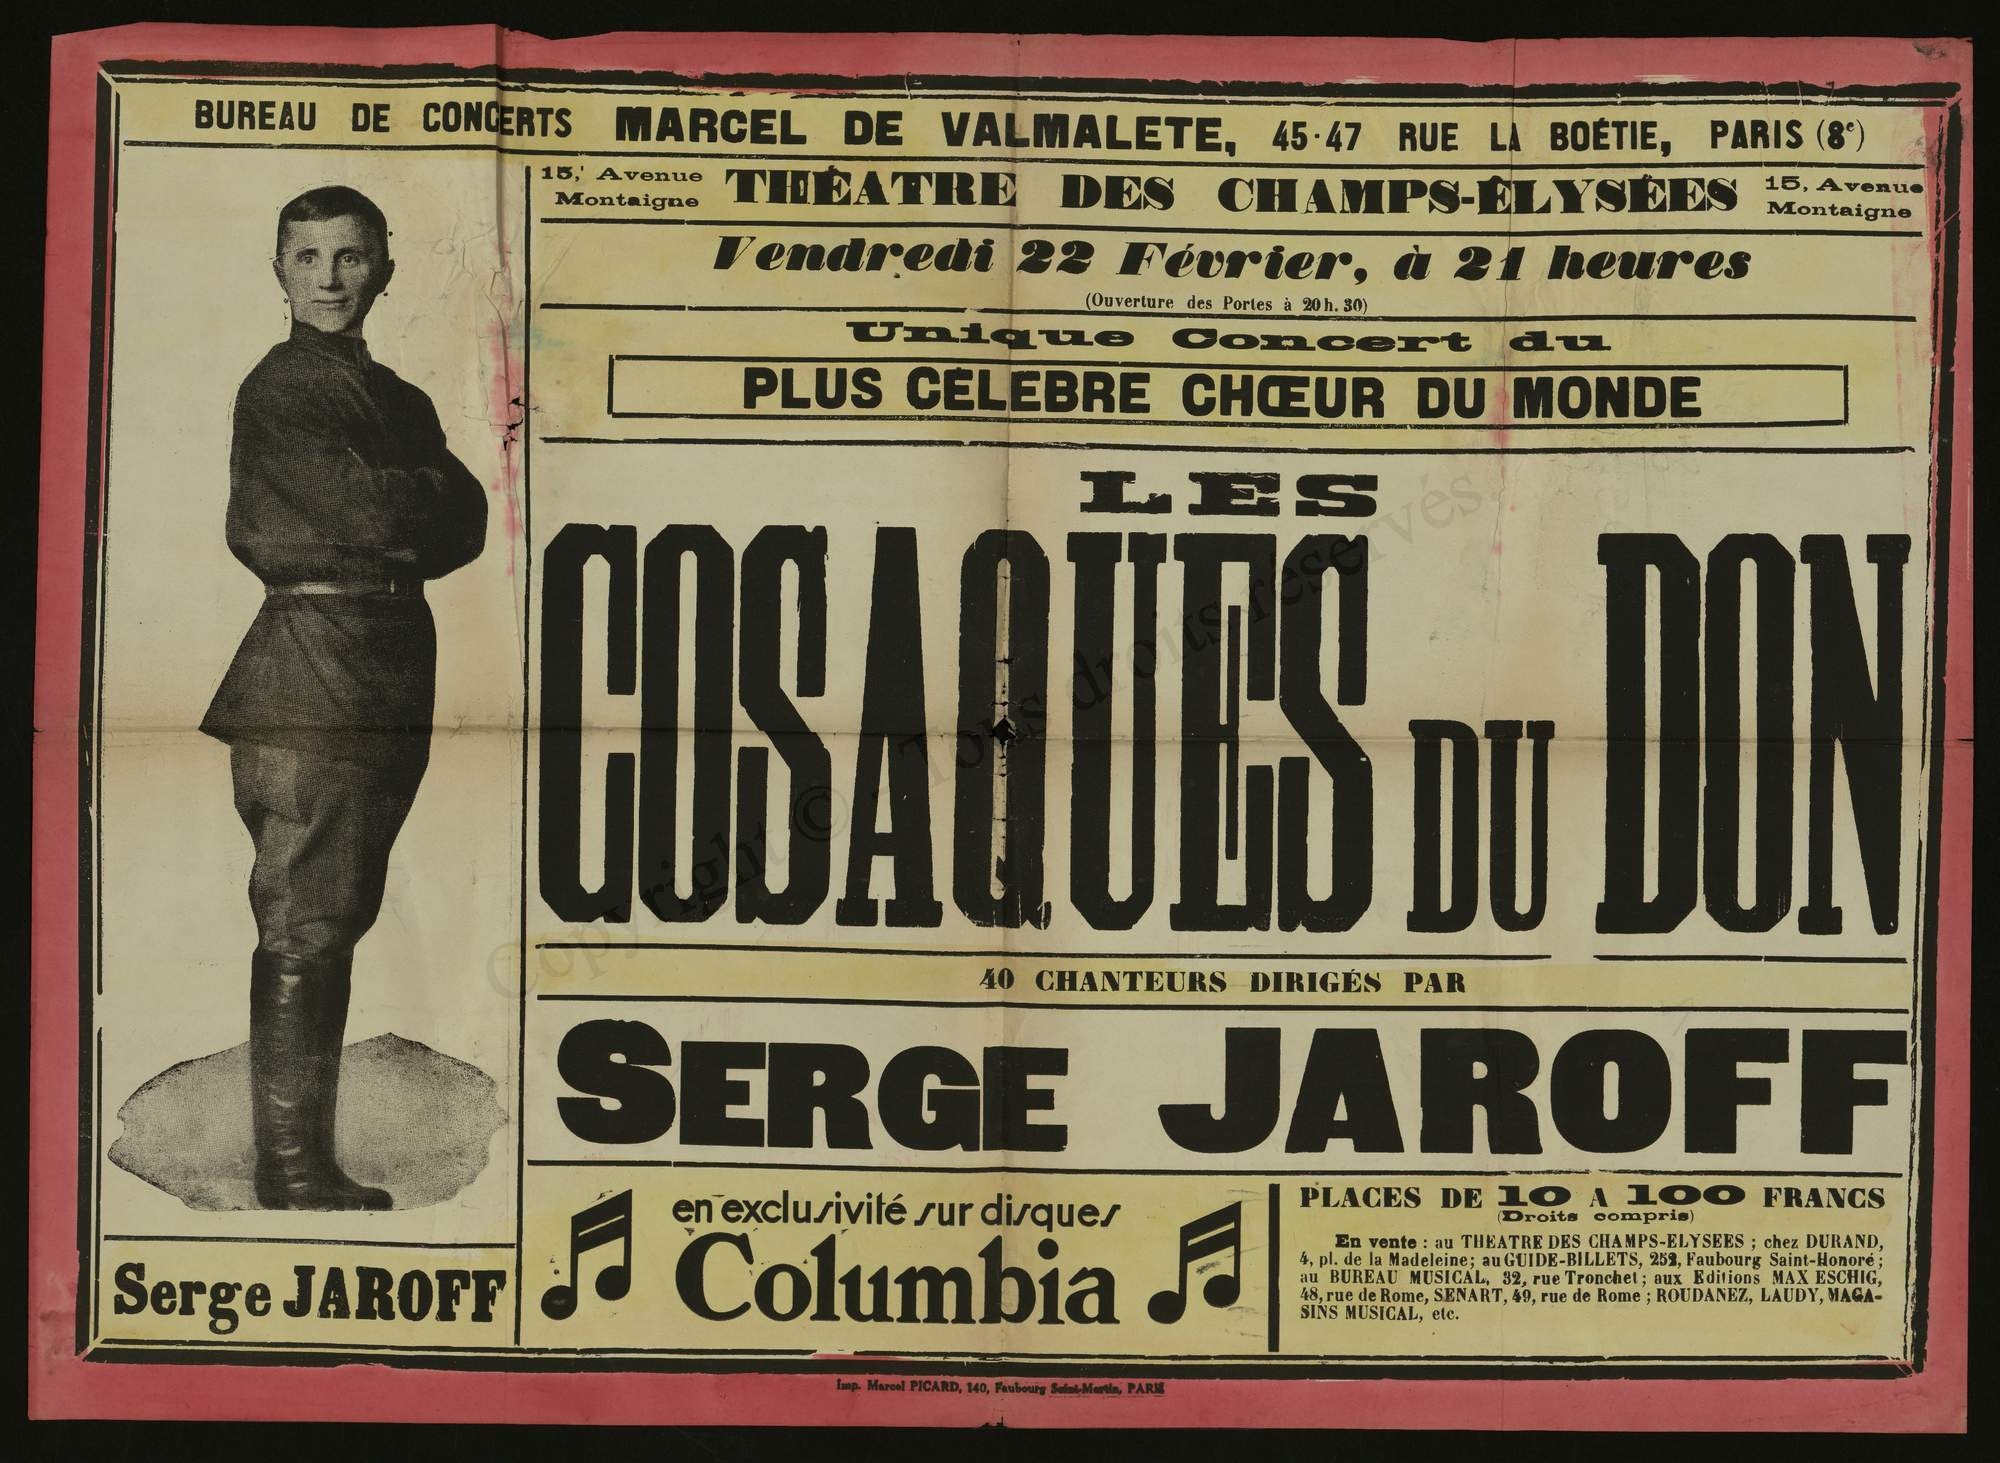 BUREAU DE CONCERTS MARCEL DE VALMALETE, 45-47 RUE LA BOÉTIE, PARIS (8e)
15, Avenue Montaigne THÉATRE DES CHAMPS-ÉLYSÉES 15, Avenue Montaigne
Vendredi 22 Février, à 21 heures
(Ouverture des Portes à 20 h. 30)
Unique Concert du
PLUS CÉLEBRE CHŒUR DU MONDE
LES
COSAQUES DU DON
40 CHANTEURS DIRIGÉS PAR
SERGE JAROFF
Serge JAROFF
en exclusivité sur disques
Columbia
PLACES DE 10 A 100 FRANCS
(Droits compris)
En vente : au THEATRE DES CHAMPS-ELYSEES ; chez DURAND,
4, pl. de la Madeleine ; au GUIDE-BILLETS, 252, Faubourg Saint-Honoré ;
au BUREAU MUSICAL, 32, rue Tronchet ; aux Editions MAX ESCHIG,
48, rue de Rome, SENART, 49, rue de Rome ; ROUDANEZ, LAUDY, MAGA-
SINS MUSICAL, etc.
Imp. Marcel PICARD, 140, Faubourg Saint-Martin, PARIS
Copyright © - Tous droits réservés